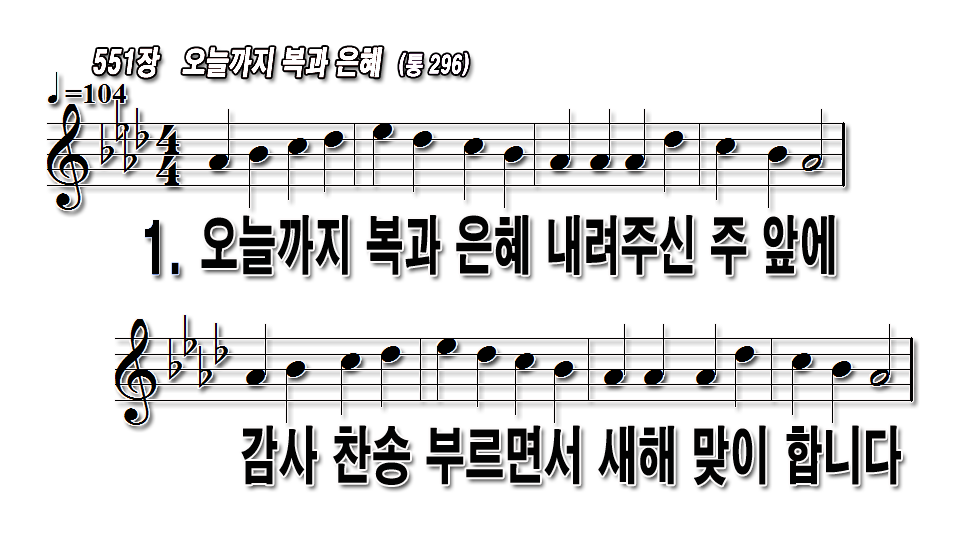 551장 오늘까지 복과 은혜 (통 296)
♩=104
4
4
1. 오늘까지 복과 은혜 내려주신 주 앞에
감사 찬송 부르면서 새해 맞이 합니다